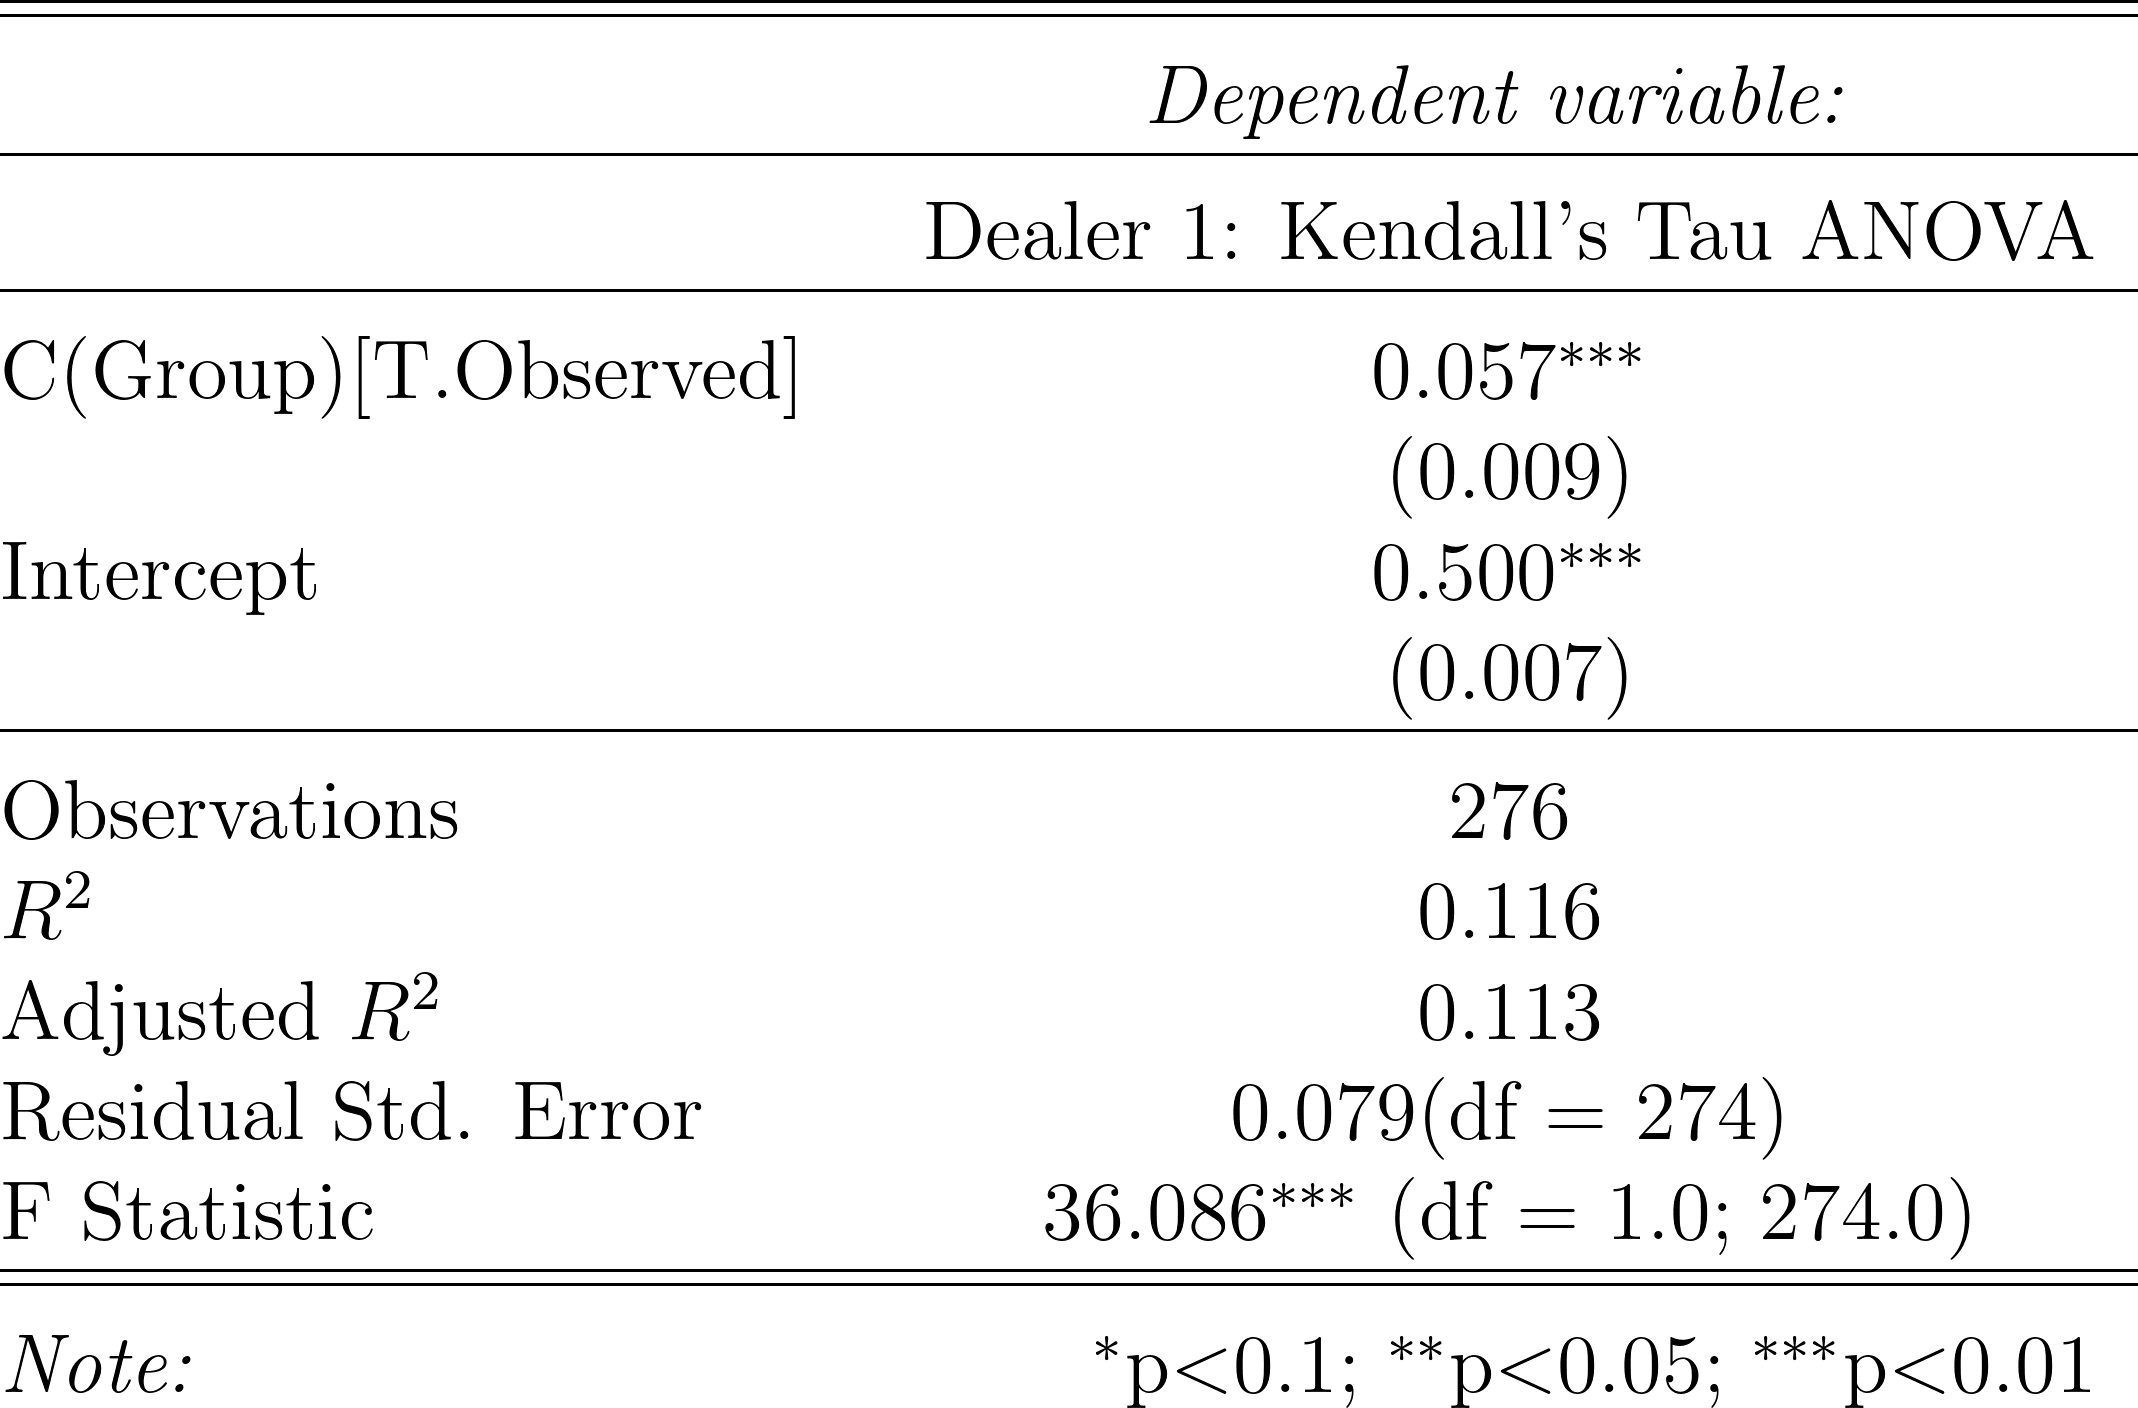 Dependent variable:
Dealer 1: Kendall's Tau ANOVA
C(Group)[T.Observed] 0.057***
(0.009)
Intercept 0.500***
(0.007)
Observations 276
R² 0.116
Adjusted R² 0.113
Residual Std. Error 0.079(df = 274)
F Statistic 36.086*** (df = 1.0; 274.0)
Note: *p<0.1; **p<0.05; ***p<0.01